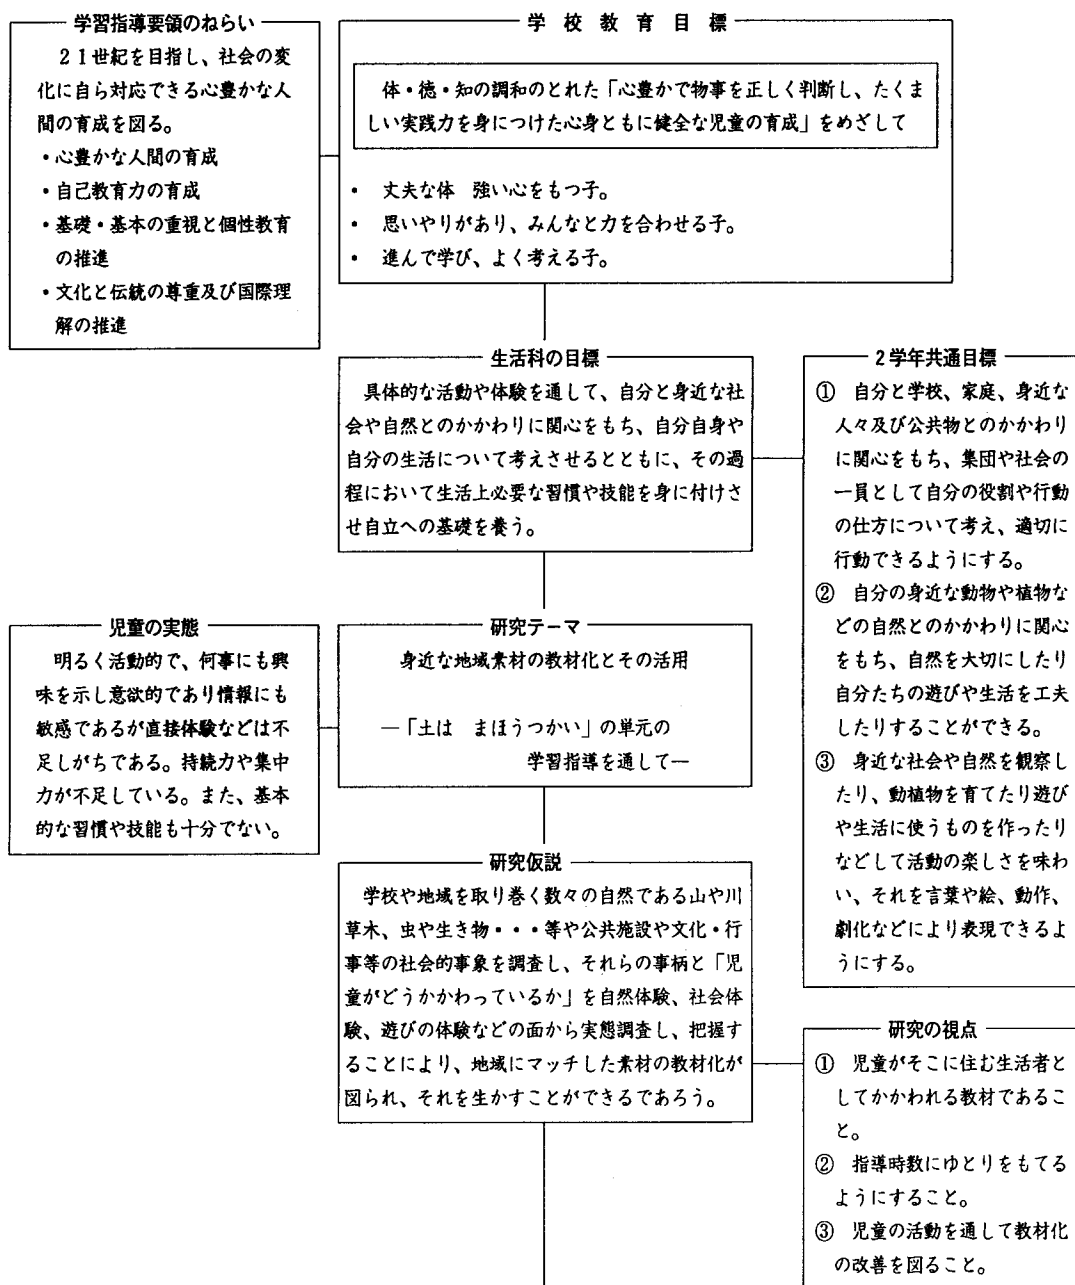 学習指導要領のねらい
21世紀を目指し、社会の変
化に自ら対応できる心豊かな人
間の育成を図る。
・心豊かな人間の育成
・自己教育力の育成
・基礎・基本の重視と個性教育
の推進
・文化と伝統の尊重及び国際理
解の推進
学校教育目標
体・徳・知の調和のとれた「心豊かで物事を正しく判断し、たくま
しい実践力を身につけた心身ともに健全な児童の育成」をめざして
・ 丈夫な体 強い心をもつ子。
・ 思いやりがあり、みんなと力を合わせる子。
・ 進んで学び、よく考える子。
生活科の目標
具体的な活動や体験を通して、自分と身近な社
会や自然とのかかわりに関心をもち、自分自身や
自分の生活について考えさせるとともに、その過
程において生活上必要な習慣や技能を身に付けさ
せ自立への基礎を養う。
2学年共通目標
① 自分と学校、家庭、身近な
人々及び公共物とのかかわり
に関心をもち、集団や社会の
一員として自分の役割や行動
の仕方について考え、適切に
行動できるようにする。
② 自分の身近な動物や植物な
どの自然とのかかわりに関心
をもち、自然を大切にしたり
自分たちの遊びや生活を工夫
したりすることができる。
③ 身近な社会や自然を観察し
たり、動植物を育てたり遊び
や生活に使うものを作ったり
などして活動の楽しさを味わ
い、それを言葉や絵、動作、
劇化などにより表現できるよ
うにする。
児童の実態
明るく活動的で、何事にも興
味を示し意欲的であり情報にも
敏感であるが直接体験などは不
足しがちである。持続力や集中
力が不足している。また、基本
的な習慣や技能も十分でない。
研究テーマ
身近な地域素材の教材化とその活用
―「土は まほうつかい」の単元の
学習指導を通して―
研究仮説
学校や地域を取り巻く数々の自然である山や川
草木、虫や生き物・・・等や公共施設や文化・行
事等の社会的事象を調査し、それらの事柄と「児
童がどうかかわっているか」を自然体験、社会体
験、遊びの体験などの面から実態調査し、把握す
ることにより、地域にマッチした素材の教材化が
図られ、それを生かすことができるであろう。
研究の視点
① 児童がそこに住む生活者と
してかかわれる教材であるこ
と。
② 指導時数にゆとりをもてる
ようにすること。
③ 児童の活動を通して教材化
の改善を図ること。